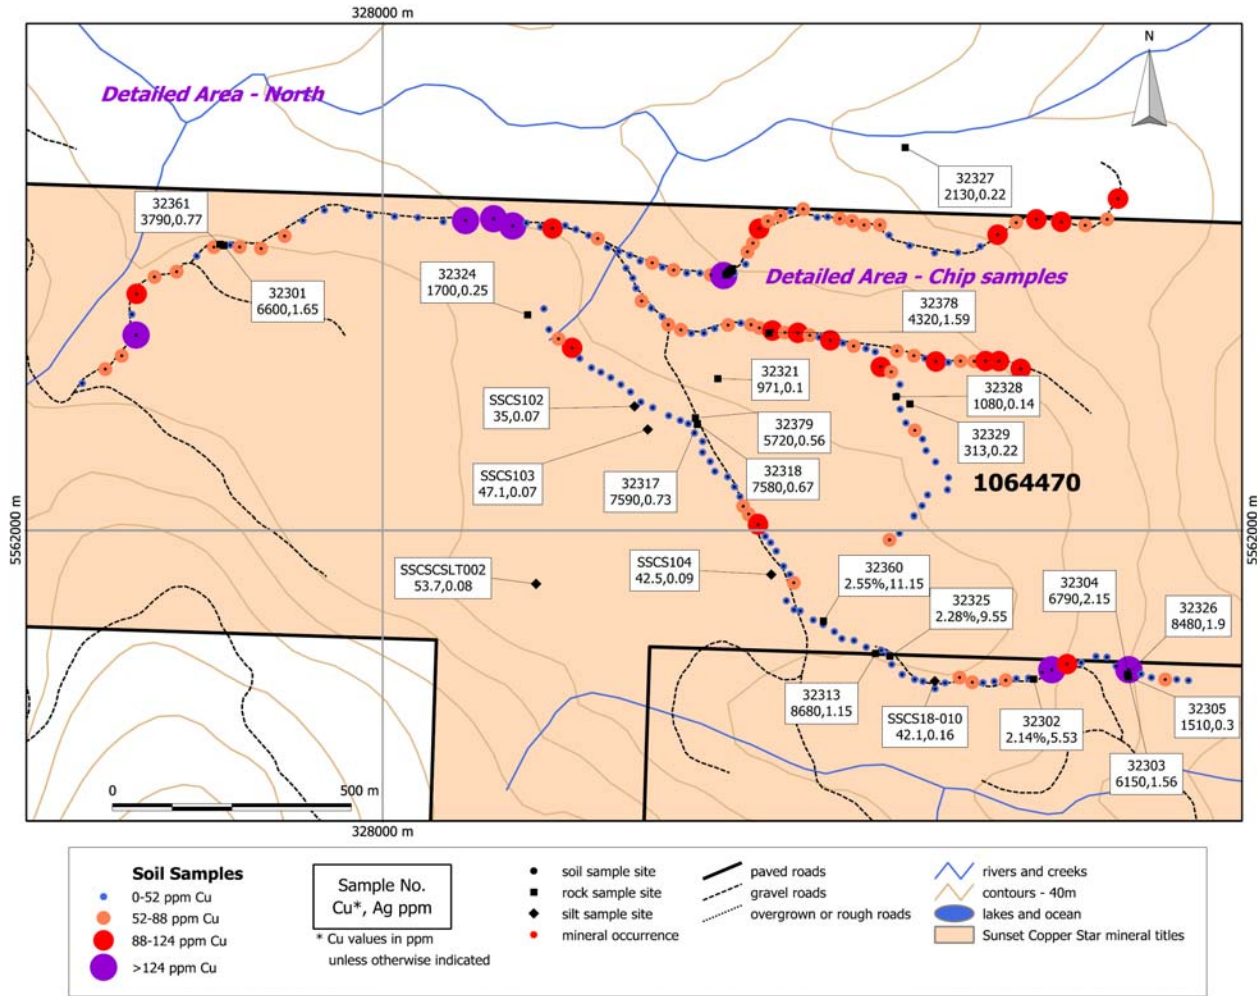 328000 m
N
Detailed Area - North
32327
2130,0.22
32361
3790,0.77
Detailed Area - Chip samples
32324
1700,0.25
32301
6600,1.65
32378
4320,1.59
32321
971,0.1
32328
1080,0.14
SSCS102
35,0.07
32379
5720,0.56
32329
313,0.22
SSCS103
47.1,0.07
32317
7590,0.73
32318
7580,0.67
1064470
5562000 m
5562000 m
SSCSCSLT002
53.7,0.08
SSCS104
42.5,0.09
32360
2.55%,11.15
32325
2.28%,9.55
32304
6790,2.15
32326
8480,1.9
32313
8680,1.15
SSCS18-010
42.1,0.16
32302
2.14%,5.53
32305
1510,0.3
32303
6150,1.56
0 500 m
328000 m
Soil Samples
0-52 ppm Cu
52-88 ppm Cu
88-124 ppm Cu
>124 ppm Cu
Sample No.
Cu*, Ag ppm
* Cu values in ppm
unless otherwise indicated
soil sample site
rock sample site
silt sample site
mineral occurrence
paved roads
gravel roads
overgrown or rough roads
rivers and creeks
contours - 40m
lakes and ocean
Sunset Copper Star mineral titles